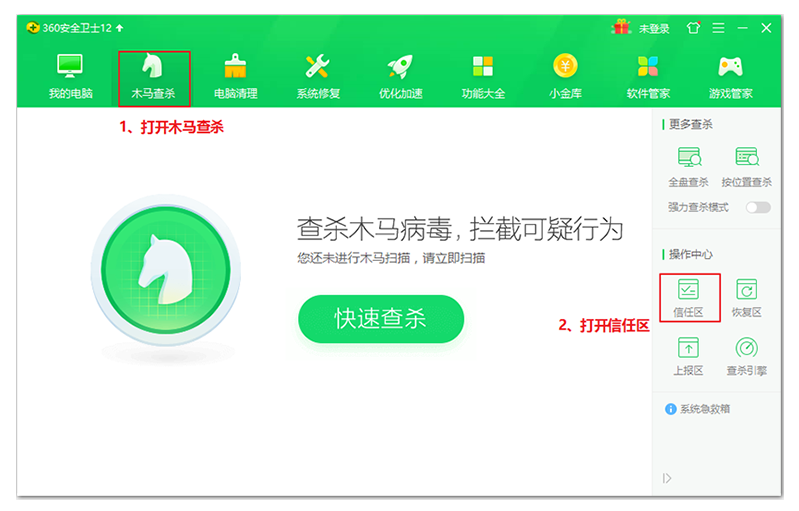 360安全卫士12
未登录
我的电脑
木马查杀
电脑清理
系统修复
优化加速
功能大全
小金库
软件管家
游戏管家
1、打开木马查杀
查杀木马病毒，拦截可疑行为
您还未进行木马扫描，请立即扫描
快速查杀
更多查杀
全盘查杀 按位置查杀
强力查杀模式
操作中心
信任区 恢复区
2、打开信任区
上报区 查杀引擎
系统急救箱